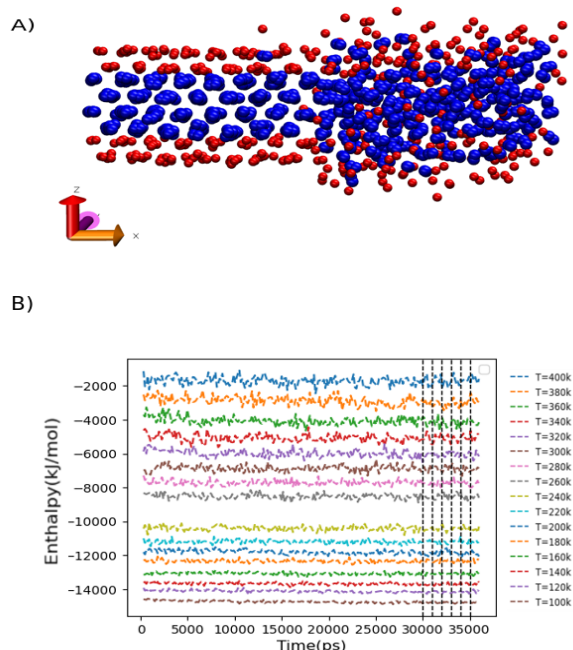 A)
Z
X
B)
Enthalpy(kJ/mol)
−2000
−4000
−6000
−8000
−10000
−12000
−14000
0
5000
10000
15000
20000
25000
30000
35000
Time(ps)
T=400k
T=380k
T=360k
T=340k
T=320k
T=300k
T=280k
T=260k
T=240k
T=220k
T=200k
T=180k
T=160k
T=140k
T=120k
T=100k